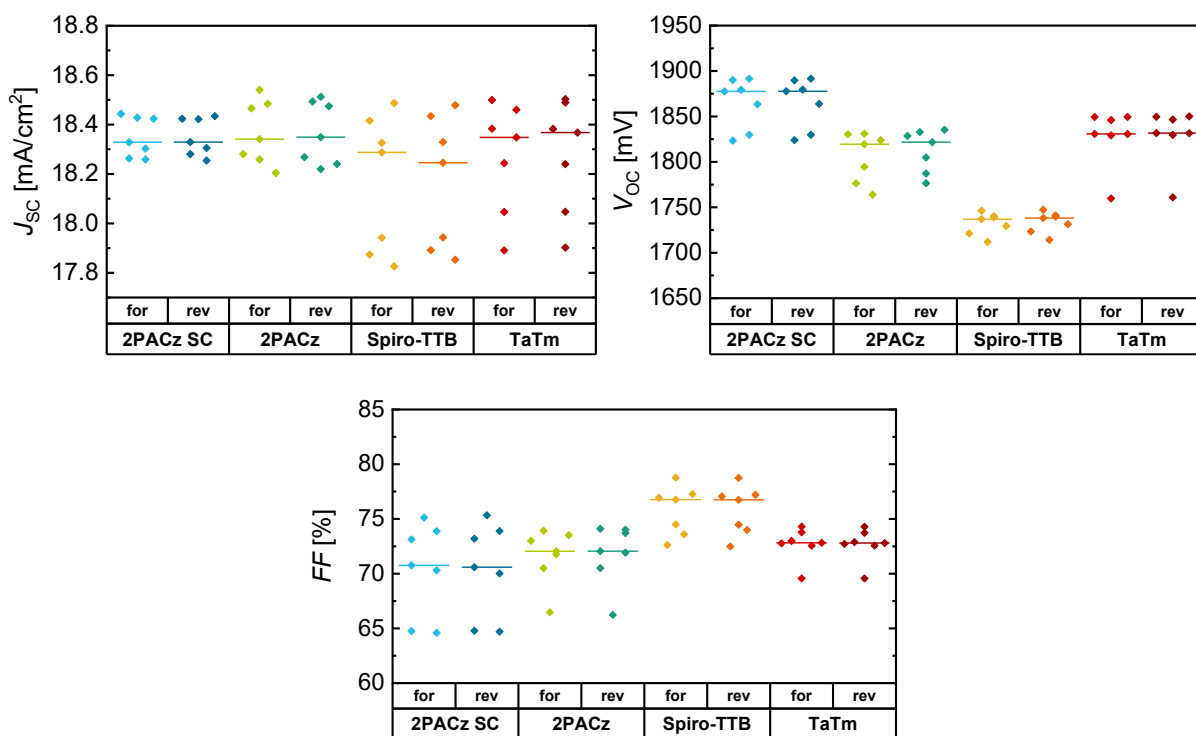 18.8
18.6
18.4
18.2
18.0
17.8
JSC [mA/cm²]
for rev for rev for rev for rev
2PACz SC 2PACz Spiro-TTB TaTm
1950
1900
1850
1800
1750
1700
1650
VOC [mV]
for rev for rev for rev for rev
2PACz SC 2PACz Spiro-TTB TaTm
85
80
75
70
65
60
FF [%]
for rev for rev for rev for rev
2PACz SC 2PACz Spiro-TTB TaTm